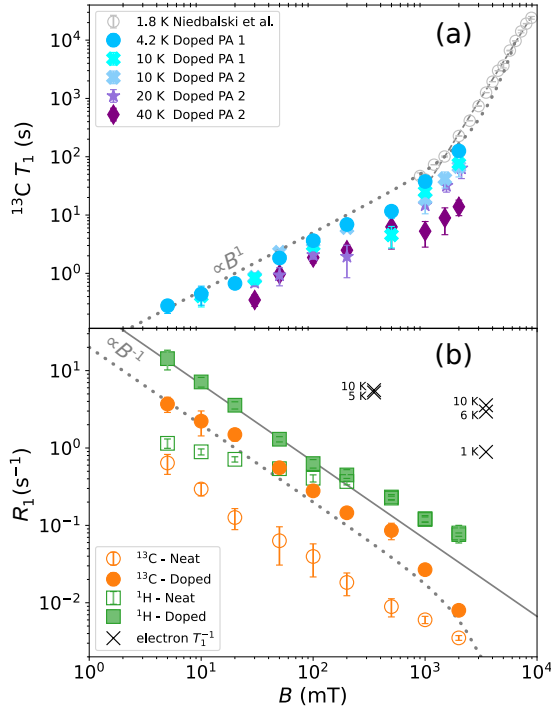 (a)
1.8 K Niedbalski et al.
4.2 K Doped PA 1
10 K Doped PA 1
10 K Doped PA 2
20 K Doped PA 2
40 K Doped PA 2
10⁴
10³
10²
10¹
10⁰
¹³C T₁ (s)
∝B¹
(b)
∝B⁻¹
10 K
5 K
10 K
6 K
1 K
10¹
10⁰
10⁻¹
10⁻²
R₁(s⁻¹)
¹³C - Neat
¹³C - Doped
¹H - Neat
¹H - Doped
electron T₁⁻¹
10⁰ 10¹ 10² 10³ 10⁴
B (mT)